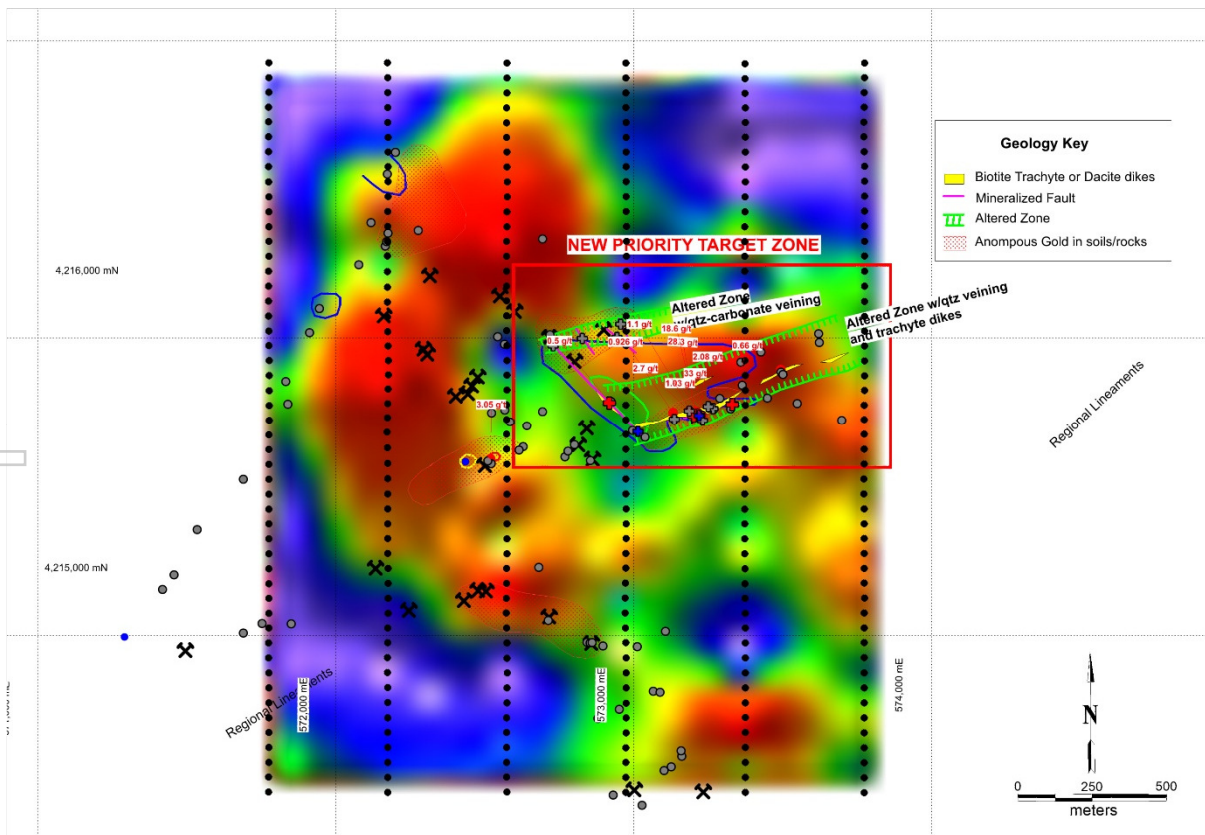 Geology Key
Biotite Trachyte or Dacite dikes
Mineralized Fault
Altered Zone
Anompous Gold in soils/rocks
NEW PRIORITY TARGET ZONE
4,216,000 mN
Altered Zone
w/qtz-carbonate veining
Altered Zone w/qtz veining
and trachyte dikes
1.1 g/t
18.6 g/t
0.5 g/t
0.926 g/t
28.3 g/t
0.66 g/t
2.08 g/t
2.7 g/t
33 g/t
1.03 g/t
3.05 g/t
Regional Lineaments
4,215,000 mN
Regional Lineaments
572,000 mE
573,000 mE
574,000 mE
N
0 250 500
meters